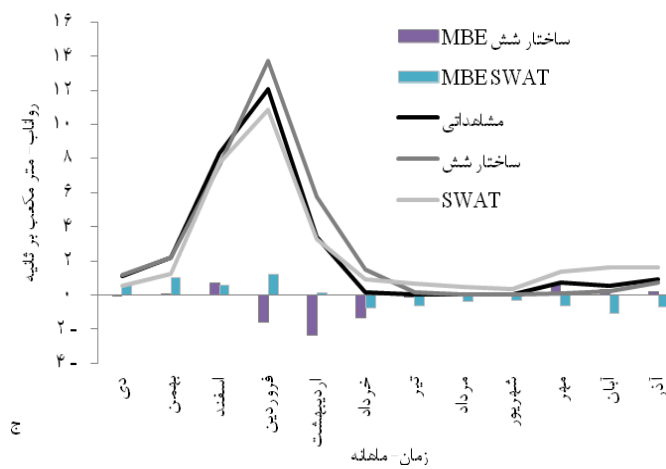 ۱۶
۱۴
۱۲
۱۰
۸
۶
۴
۲
۰
۲ -
۴ -
رواناب - متر مکعب بر ثانیه
MBE ساختار شش
MBE SWAT
مشاهداتی
ساختار شش
SWAT
دی
بهمن
اسفند
فروردین
اردیبهشت
خرداد
تیر
مرداد
شهریور
مهر
آبان
آذر
زمان- ماهانه